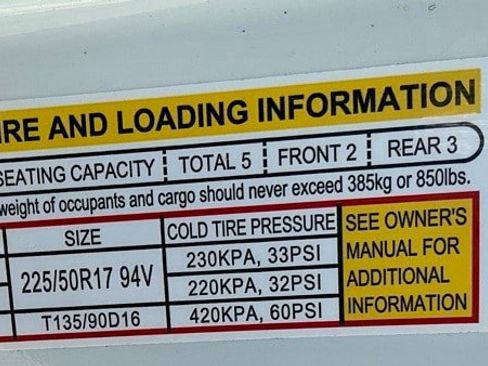 IRE AND LOADING INFORMATION
SEATING CAPACITY TOTAL 5 FRONT 2 REAR 3
weight of occupants and cargo should never exceed 385kg or 850lbs.
SIZE COLD TIRE PRESSURE SEE OWNER'S MANUAL FOR ADDITIONAL INFORMATION
225/50R17 94V 230KPA, 33PSI
220KPA, 32PSI
T135/90D16 420KPA, 60PSI